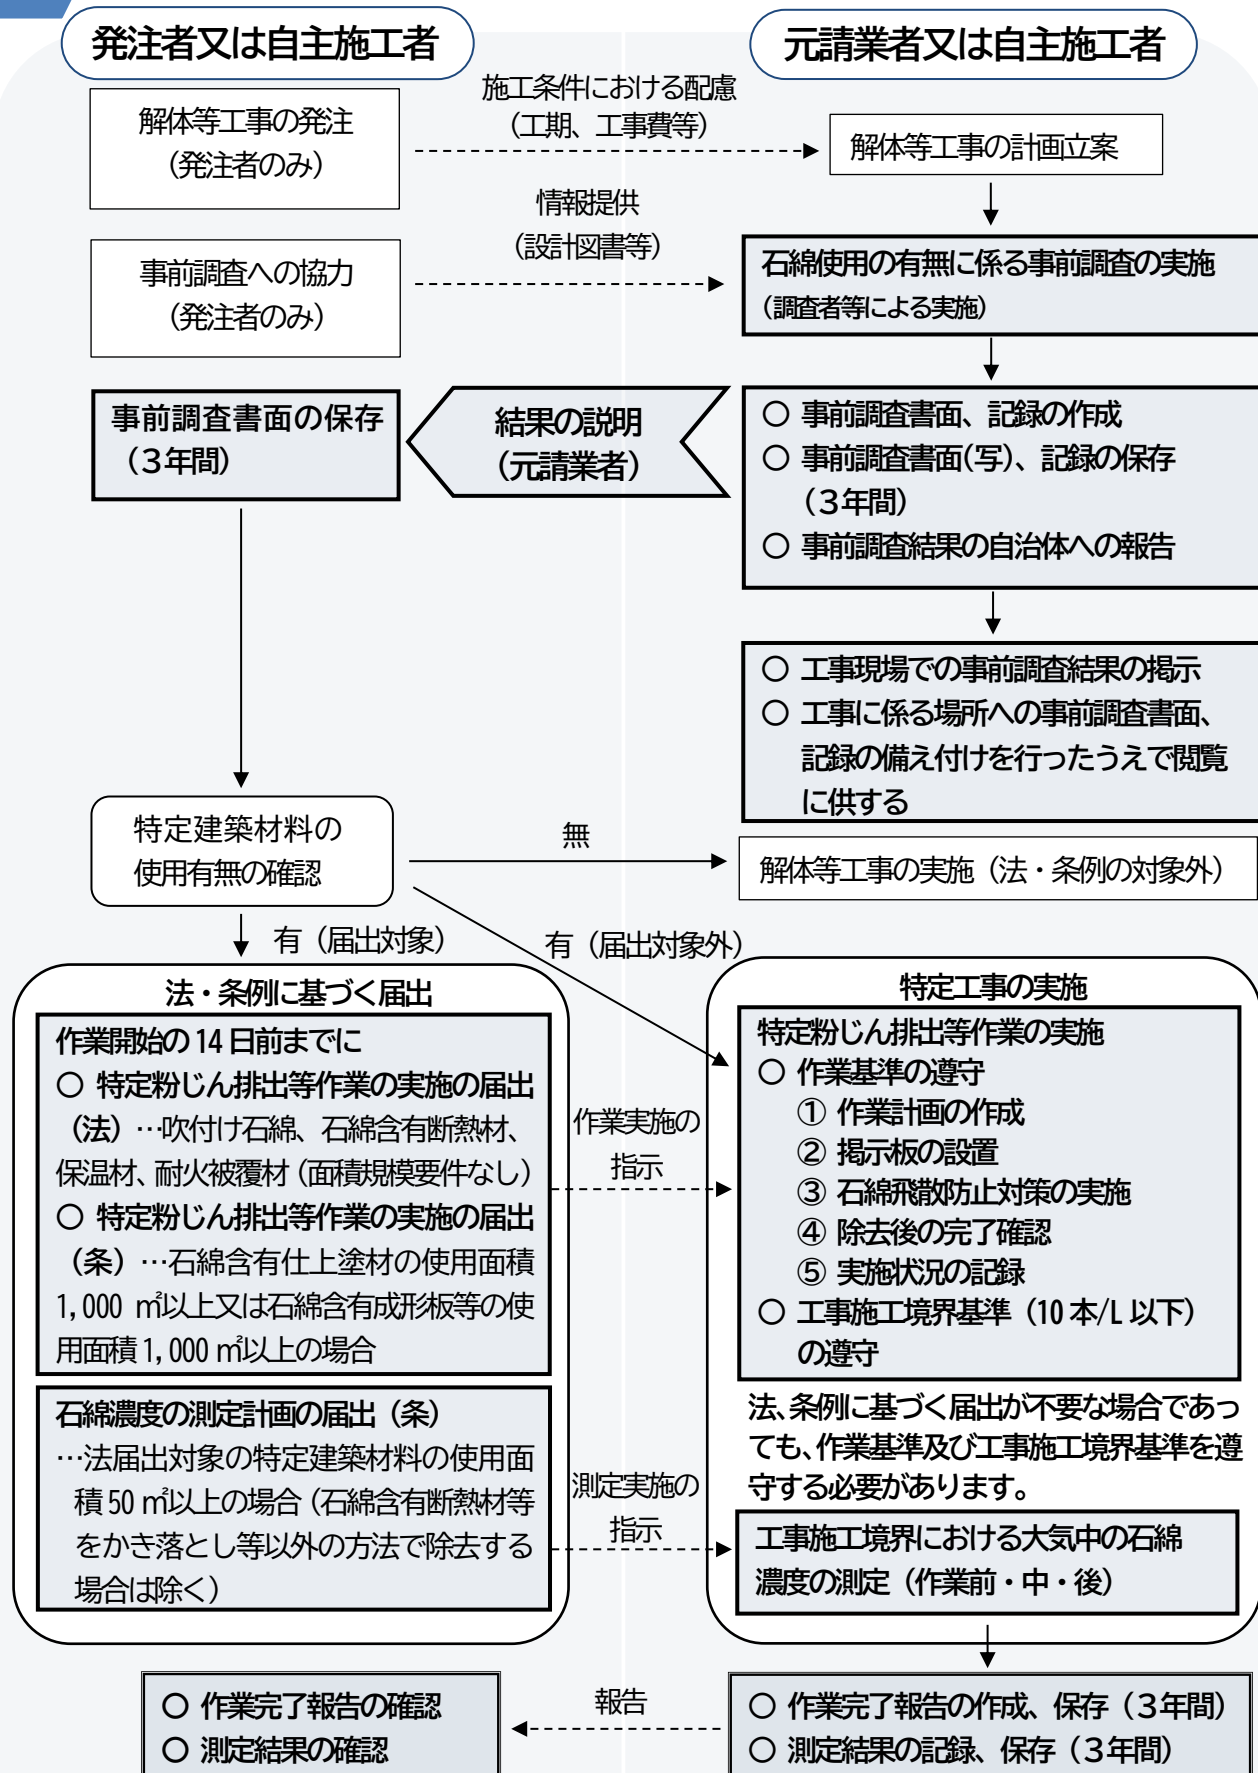 発注者又は自主施工者
元請業者又は自主施工者
解体等工事の発注
(発注者のみ)
施工条件における配慮
(工期、工事費等)
解体等工事の計画立案
事前調査への協力
(発注者のみ)
情報提供
(設計図書等)
石綿使用の有無に係る事前調査の実施
(調査者等による実施)
事前調査書面の保存
(3年間)
結果の説明
(元請業者)
○ 事前調査書面、記録の作成
○ 事前調査書面(写)、記録の保存
(3年間)
○ 事前調査結果の自治体への報告
○ 工事現場での事前調査結果の掲示
○ 工事に係る場所への事前調査書面、
記録の備え付けを行ったうえで閲覧
に供する
特定建築材料の
使用有無の確認
無
解体等工事の実施(法・条例の対象外)
有(届出対象)
有(届出対象外)
法・条例に基づく届出
作業開始の14日前までに
○ 特定粉じん排出等作業の実施の届出
(法)…吹付け石綿、石綿含有断熱材、
保温材、耐火被覆材(面積規模要件なし)
○ 特定粉じん排出等作業の実施の届出
(条)…石綿含有仕上塗材の使用面積
1,000 ㎡以上又は石綿含有成形板等の使
用面積1,000㎡以上の場合
石綿濃度の測定計画の届出(条)
…法届出対象の特定建築材料の使用面
積50㎡以上の場合(石綿含有断熱材等
をかき落とし等以外の方法で除去する
場合は除く)
作業実施の
指示
測定実施の
指示
特定工事の実施
特定粉じん排出等作業の実施
○ 作業基準の遵守
① 作業計画の作成
② 掲示板の設置
③ 石綿飛散防止対策の実施
④ 除去後の完了確認
⑤ 実施状況の記録
○ 工事施工境界基準(10本/L以下)
の遵守
法、条例に基づく届出が不要な場合であっ
ても、作業基準及び工事施工境界基準を遵
守する必要があります。
工事施工境界における大気中の石綿
濃度の測定(作業前・中・後)
○ 作業完了報告の確認
○ 測定結果の確認
報告
○ 作業完了報告の作成、保存(3年間)
○ 測定結果の記録、保存(3年間)